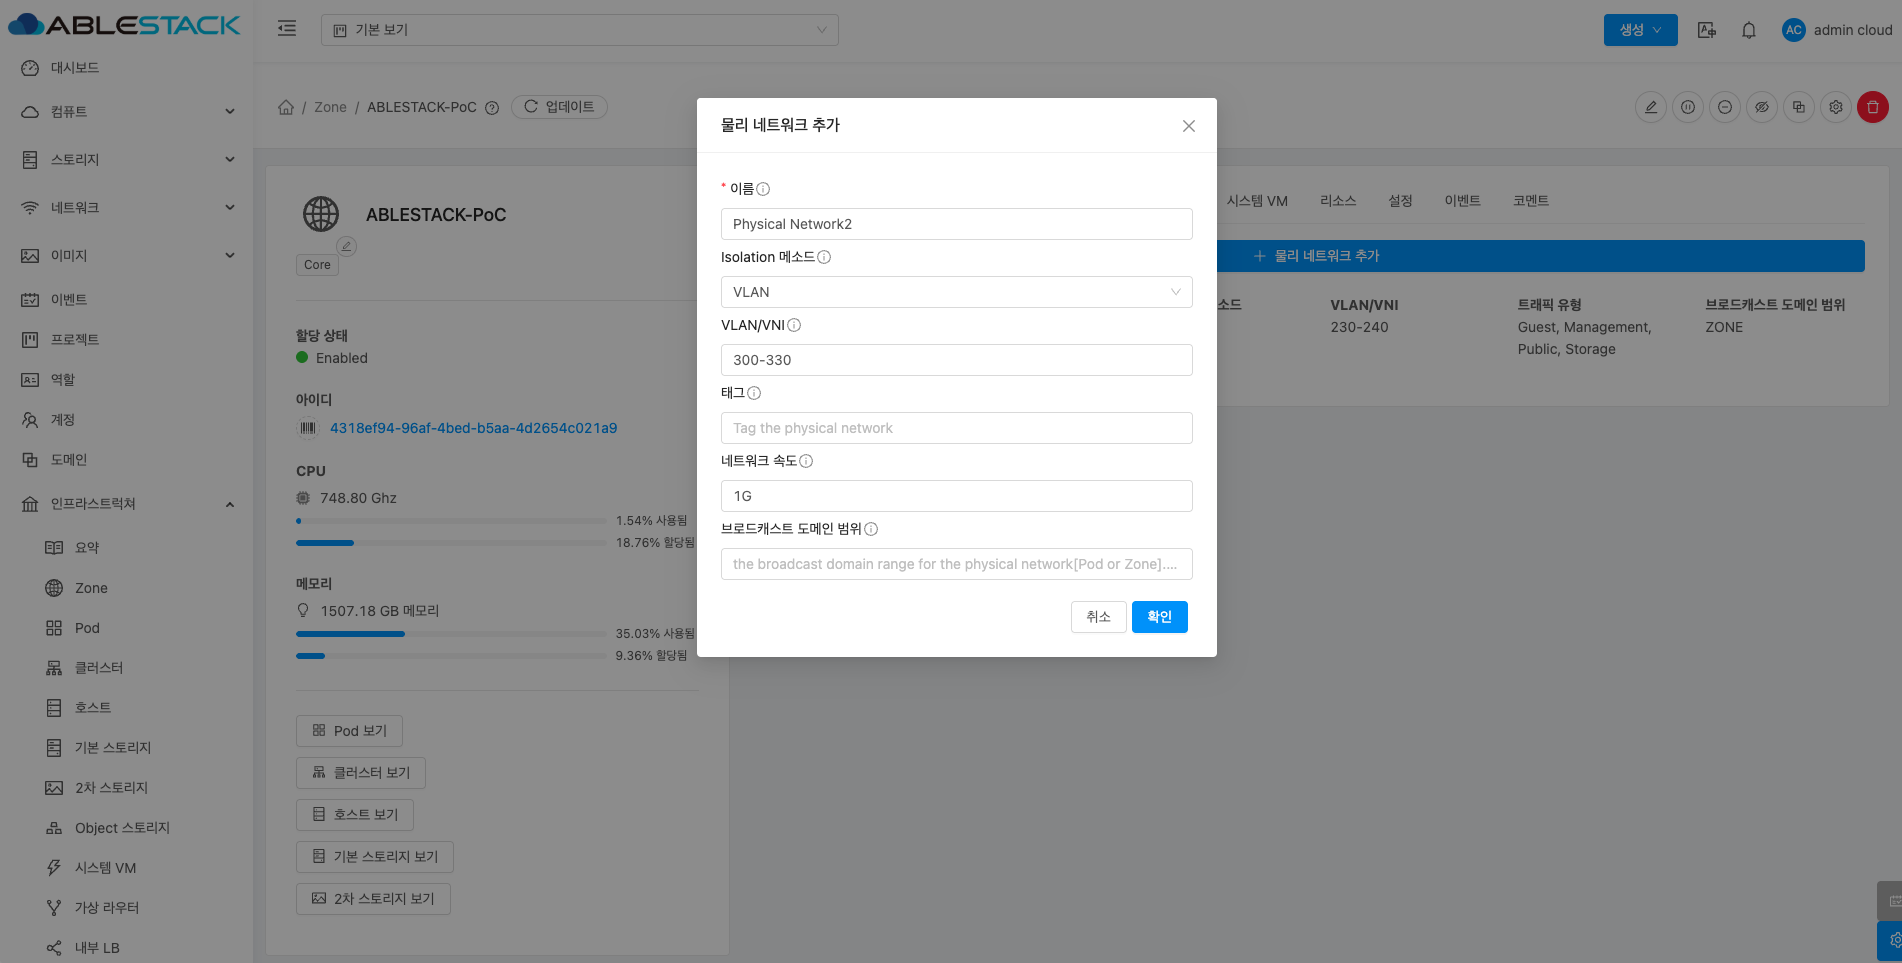 ABLESTACK
기본 보기
생성
AC
admin cloud
대시보드
컴퓨트
스토리지
네트워크
이미지
이벤트
프로젝트
역할
계정
도메인
인프라스트럭쳐
요약
Zone
Pod
클러스터
호스트
기본 스토리지
2차 스토리지
Object 스토리지
시스템 VM
가상 라우터
내부 LB
/ Zone / ABLESTACK-PoC
업데이트
ABLESTACK-PoC
Core
할당 상태
Enabled
아이디
4318ef94-96af-4bed-b5aa-4d2654c021a9
CPU
748.80 Ghz
1.54% 사용됨
18.76% 할당됨
메모리
1507.18 GB 메모리
35.03% 사용됨
9.36% 할당됨
Pod 보기
클러스터 보기
호스트 보기
기본 스토리지 보기
2차 스토리지 보기
물리 네트워크 추가
* 이름
Physical Network2
Isolation 메소드
VLAN
VLAN/VNI
300-330
태그
Tag the physical network
네트워크 속도
1G
브로드캐스트 도메인 범위
the broadcast domain range for the physical network[Pod or Zone]....
취소
확인
시스템 VM
리소스
설정
이벤트
코멘트
물리 네트워크 추가
소드
VLAN/VNI
230-240
트래픽 유형
Guest, Management,
Public, Storage
브로드캐스트 도메인 범위
ZONE